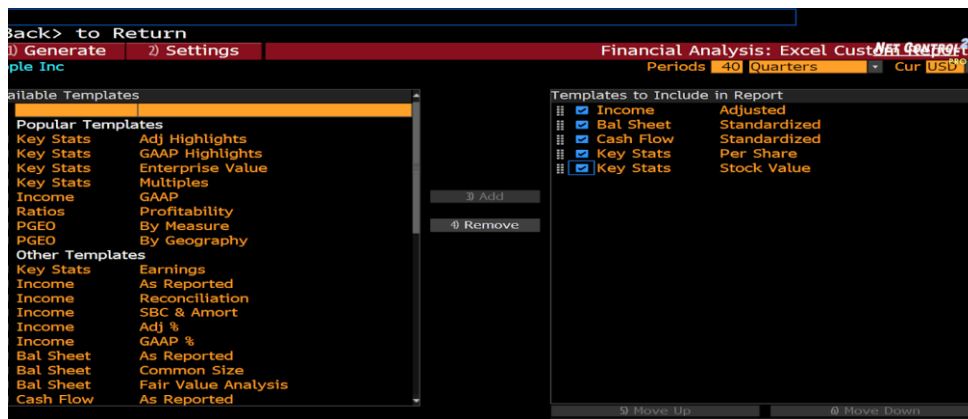 Back> to Return
1) Generate 2) Settings Financial Analysis: Excel Custom Report
NET CONTROL 2 PRO
ple Inc Periods 40 Quarters Cur USD
ailable Templates
Popular Templates
Key Stats Adj Highlights
Key Stats GAAP Highlights
Key Stats Enterprise Value
Key Stats Multiples
Income GAAP
Ratios Profitability
PGEO By Measure
PGEO By Geography
Other Templates
Key Stats Earnings
Income As Reported
Income Reconciliation
Income SBC & Amort
Income Adj %
Income GAAP %
Bal Sheet As Reported
Bal Sheet Common Size
Bal Sheet Fair Value Analysis
Cash Flow As Reported
3) Add
4) Remove
Templates to Include in Report
Income Adjusted
Bal Sheet Standardized
Cash Flow Standardized
Key Stats Per Share
Key Stats Stock Value
5) Move Up 6) Move Down